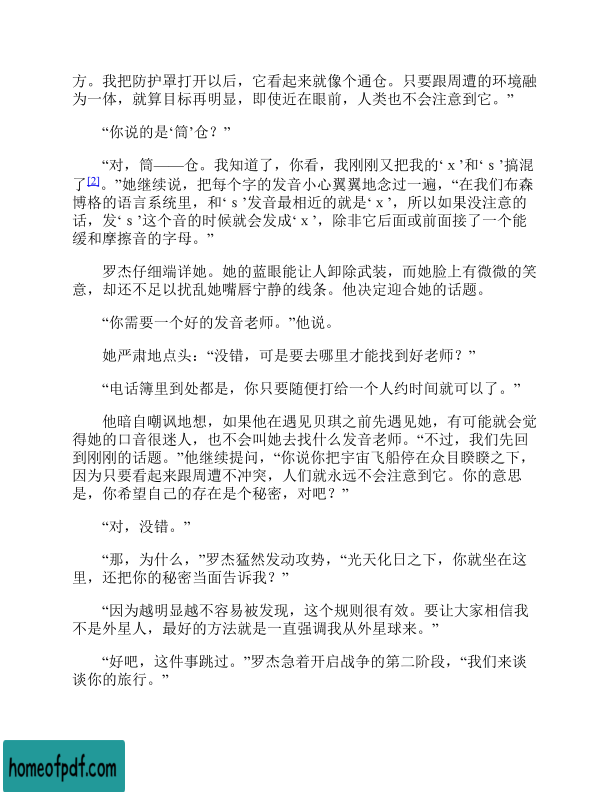 方。我把防护罩打开以后，它看起来就像个通仓。只要跟周遭的环境融
为一体，就算目标再明显，即使近在眼前，人类也不会注意到它。”
“你说的是‘筒’仓？”
“对，筒——仓。我知道了，你看，我刚刚又把我的‘ x ’和‘ s ’搞混
了[2]。”她继续说，把每个字的发音小心翼翼地念过一遍，“在我们布森
博格的语言系统里，和‘ s ’发音最相近的就是‘ x ’，所以如果没注意的
话，发‘ s ’这个音的时候就会发成‘ x ’，除非它后面或前面接了一个能
缓和摩擦音的字母。”
罗杰仔细端详她。她的蓝眼能让人卸除武装，而她脸上有微微的笑
意，却还不足以扰乱她嘴唇宁静的线条。他决定迎合她的话题。
“你需要一个好的发音老师。”他说。
她严肃地点头：“没错，可是要去哪里才能找到好老师？”
“电话簿里到处都是，你只要随便打给一个人约时间就可以了。”
他暗自嘲讽地想，如果他在遇见贝琪之前先遇见她，有可能就会觉
得她的口音很迷人，也不会叫她去找什么发音老师。“不过，我们先回
到刚刚的话题。”他继续提问，“你说你把宇宙飞船停在众目睽睽之下，
因为只要看起来跟周遭不冲突，人们就永远不会注意到它。你的意思
是，你希望自己的存在是个秘密，对吧？”
“对，没错。”
“那，为什么，”罗杰猛然发动攻势，“光天化日之下，你就坐在这
里，还把你的秘密当面告诉我？”
“因为越明显越不容易被发现，这个规则很有效。要让大家相信我
不是外星人，最好的方法就是一直强调我从外星球来。”
“好吧，这件事跳过。”罗杰急着开启战争的第二阶段，“我们来谈
谈你的旅行。”
homeofpdf.com